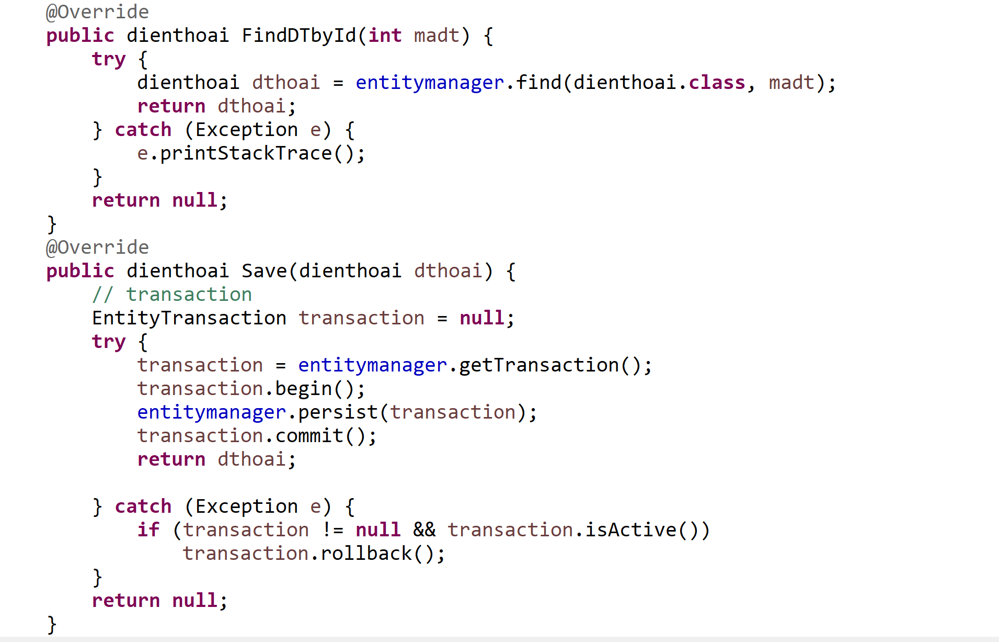 @Override
public dienthoai FindDTbyId(int madt) {
    try {
        dienthoai dthoai = entitymanager.find(dienthoai.class, madt);
        return dthoai;
    } catch (Exception e) {
        e.printStackTrace();
    }
    return null;
}
@Override
public dienthoai Save(dienthoai dthoai) {
    // transaction
    EntityTransaction transaction = null;
    try {
        transaction = entitymanager.getTransaction();
        transaction.begin();
        entitymanager.persist(transaction);
        transaction.commit();
        return dthoai;

    } catch (Exception e) {
        if (transaction != null && transaction.isActive())
            transaction.rollback();
    }
    return null;
}